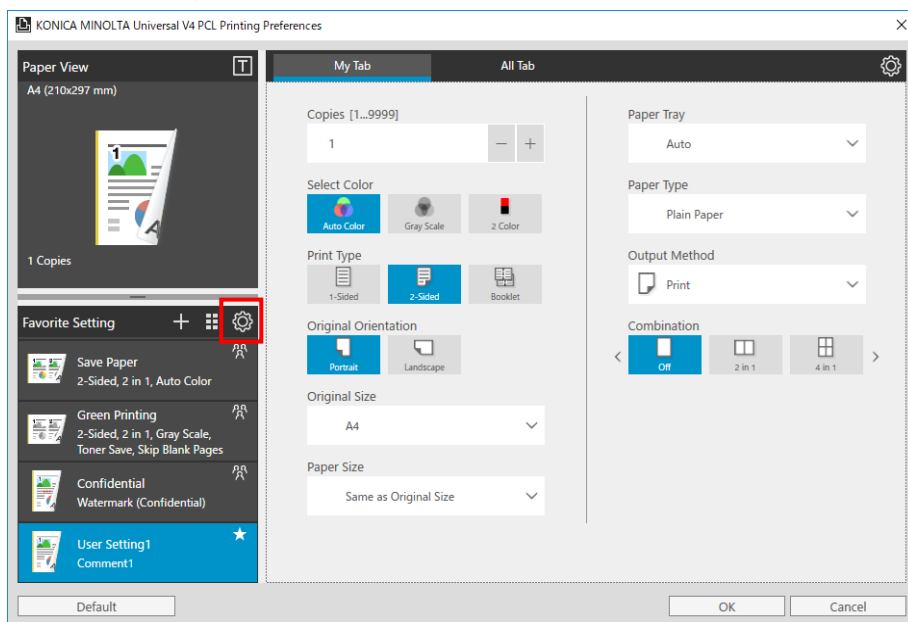 KONICA MINOLTA Universal V4 PCL Printing Preferences
Paper View
T
A4 (210x297 mm)
1
A
1 Copies
Favorite Setting
Save Paper
2-Sided, 2 in 1, Auto Color
Green Printing
2-Sided, 2 in 1, Gray Scale,
Toner Save, Skip Blank Pages
Confidential
Watermark (Confidential)
User Setting1
Comment1
My Tab
All Tab
Copies [1...9999]
1
Select Color
Auto Color
Gray Scale
2 Color
Print Type
1-Sided
2-Sided
Booklet
Original Orientation
Portrait
Landscape
Original Size
A4
Paper Size
Same as Original Size
Paper Tray
Auto
Paper Type
Plain Paper
Output Method
Print
Combination
Off
2 in 1
4 in 1
Default
OK
Cancel